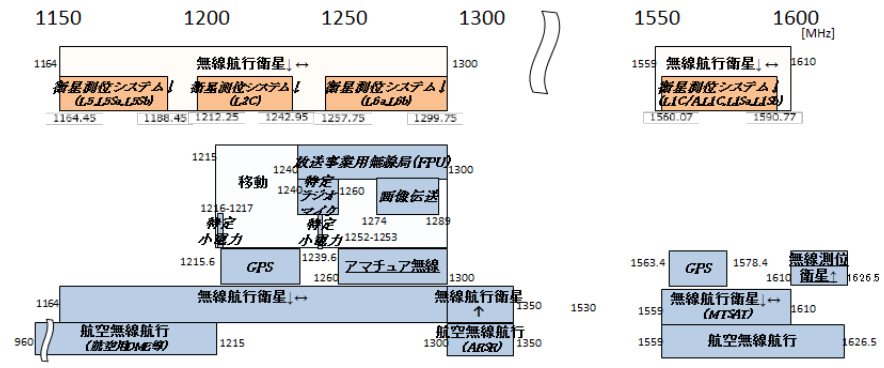 1150 1200 1250 1300 1550 1600
[MHz]
1164 無線航行衛星↓↔ 1300 1559 無線航行衛星↓↔ 1610
衛星測位システム↓ 衛星測位システム↓ 衛星測位システム↓ 衛星測位システム↓
(L5,L5Sa,L5Sb) (L2C) (L6a,L6b) (L1C/A,L1C,L1Sa,L1Sb)
1164.45 1188.45 1212.25 1242.95 1257.75 1299.75 1560.07 1590.77
1215 放送事業用無線局(FPU)
1240 1300
移動 1240 特定 1260 画像伝送
ラジオ
マイク
1216-1217 1274 1289
特定 特定
小電力 小電力 1252-1253
1215.6 GPS 1239.6 アマチュア無線 1563.4 GPS 1578.4 無線測位
1260 1300 1610 衛星↑ 1626.5
1164 無線航行衛星↓↔ 無線航行衛星 1350 1530 1559 無線航行衛星↓↔ 1610
↑ (MTSAT)
960 航空無線航行 1215 1300 航空無線航行 1350 1559 航空無線航行 1626.5
(航空用DME等) (ARSR)